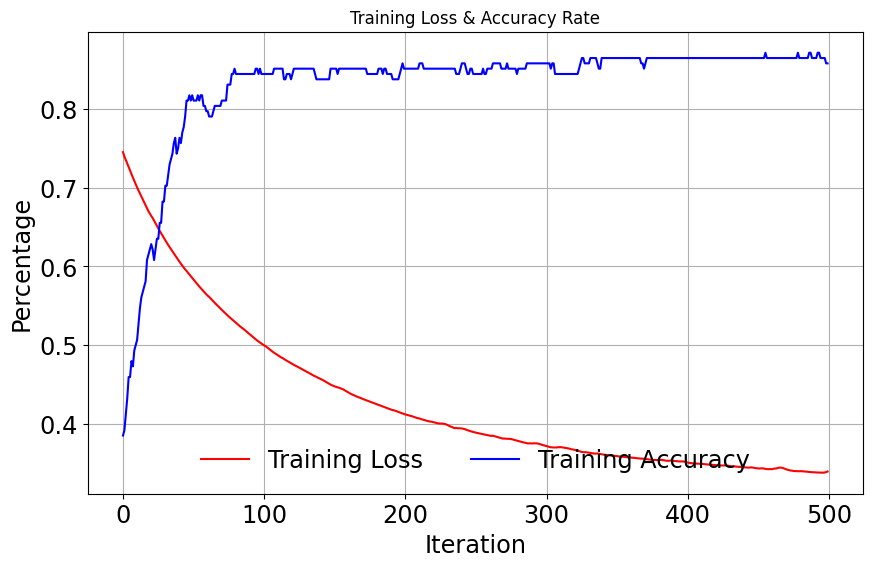 Training Loss & Accuracy Rate
0.8
0.7
0.6
0.5
0.4
Percentage
Training Loss Training Accuracy
0 100 200 300 400 500
Iteration